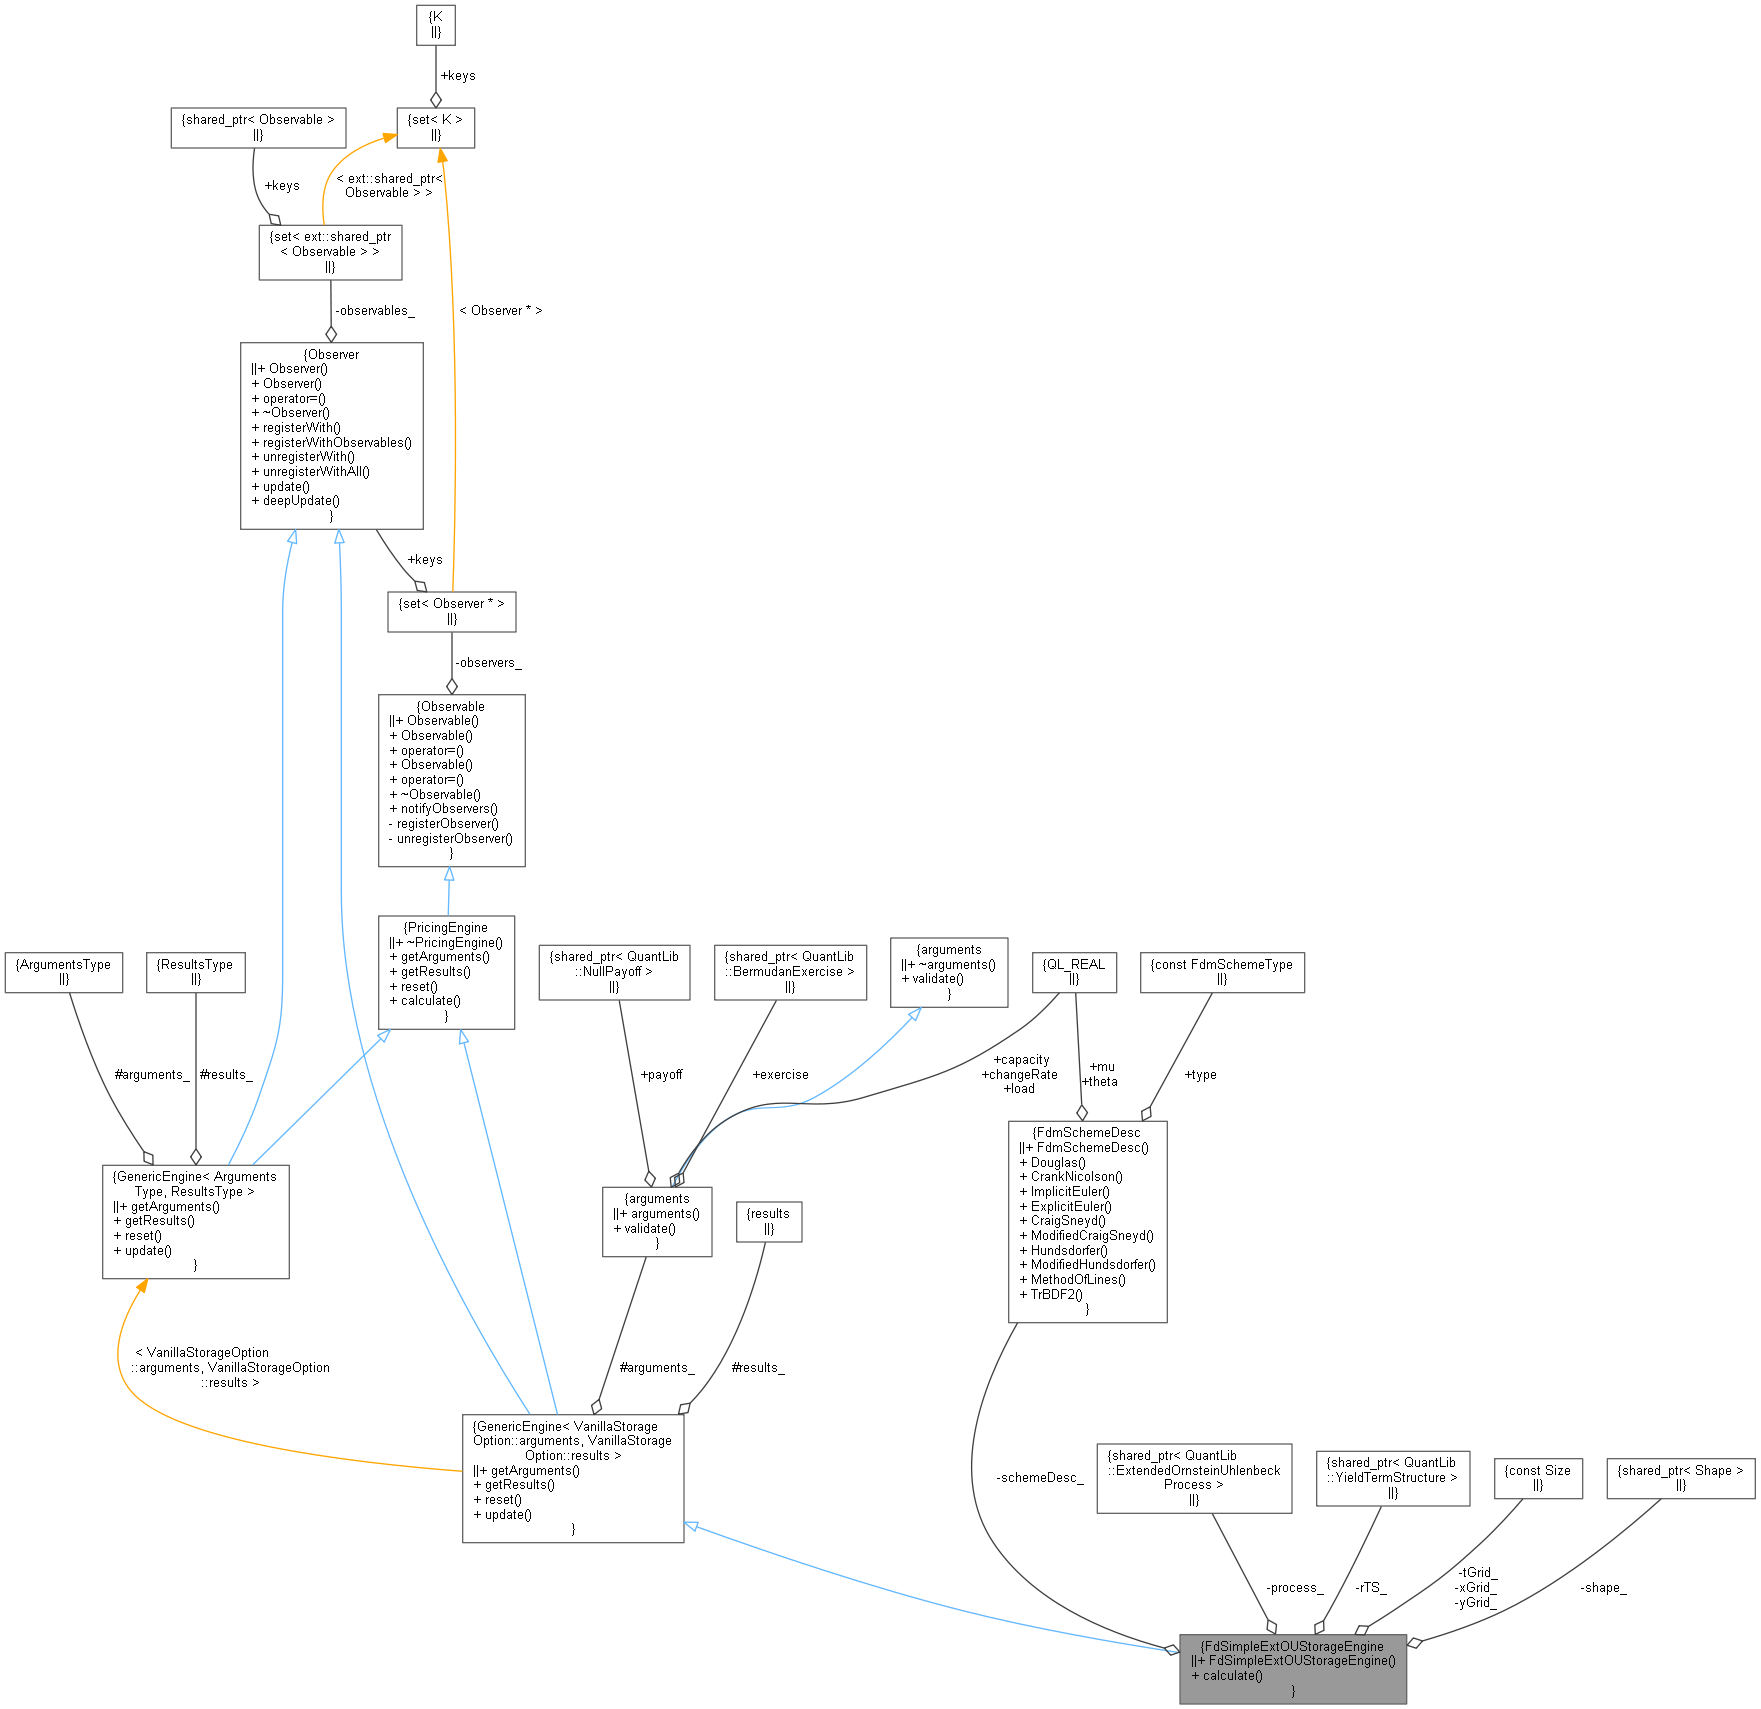 {K
||}
+keys
{shared_ptr< Observable >
||}
{set< K >
||}
+keys
< ext::shared_ptr<
Observable > >
{set< ext::shared_ptr
< Observable > >
||}
-observables_
< Observer * >
{Observer
||+ Observer()
+ Observer()
+ operator=()
+ ~Observer()
+ registerWith()
+ registerWithObservables()
+ unregisterWith()
+ unregisterWithAll()
+ update()
+ deepUpdate()
}
+keys
{set< Observer * >
||}
-observers_
{Observable
||+ Observable()
+ Observable()
+ operator=()
+ Observable()
+ operator=()
+ ~Observable()
+ notifyObservers()
- registerObserver()
- unregisterObserver()
}
{ArgumentsType
||}
{ResultsType
||}
{PricingEngine
||+ ~PricingEngine()
+ getArguments()
+ getResults()
+ reset()
+ calculate()
}
{shared_ptr< QuantLib
::NullPayoff >
||}
{shared_ptr< QuantLib
::BermudanExercise >
||}
{arguments
||+ ~arguments()
+ validate()
}
{QL_REAL
||}
{const FdmSchemeType
||}
#arguments_
#results_
+payoff
+exercise
+capacity
+changeRate
+load
+mu
+theta
+type
{GenericEngine< Arguments
Type, ResultsType >
||+ getArguments()
+ getResults()
+ reset()
+ update()
}
{arguments
||+ arguments()
+ validate()
}
{results
||}
{FdmSchemeDesc
||+ FdmSchemeDesc()
+ Douglas()
+ CrankNicolson()
+ ImplicitEuler()
+ ExplicitEuler()
+ CraigSneyd()
+ ModifiedCraigSneyd()
+ Hundsdorfer()
+ ModifiedHundsdorfer()
+ MethodOfLines()
+ TrBDF2()
}
< VanillaStorageOption
::arguments, VanillaStorageOption
::results >
#arguments_
#results_
{GenericEngine< VanillaStorage
Option::arguments, VanillaStorage
Option::results >
||+ getArguments()
+ getResults()
+ reset()
+ update()
}
-schemeDesc_
{shared_ptr< QuantLib
::ExtendedOrnsteinUhlenbeck
Process >
||}
{shared_ptr< QuantLib
::YieldTermStructure >
||}
{const Size
||}
{shared_ptr< Shape >
||}
-process_
-rTS_
-tGrid_
-xGrid_
-yGrid_
-shape_
{FdSimpleExtOUStorageEngine
||+ FdSimpleExtOUStorageEngine()
+ calculate()
}